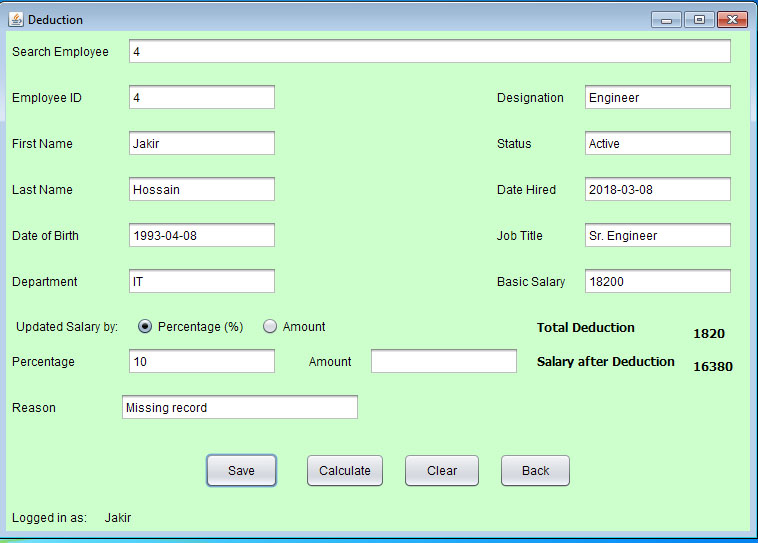 Deduction
Search Employee 4
Employee ID 4 Designation Engineer
First Name Jakir Status Active
Last Name Hossain Date Hired 2018-03-08
Date of Birth 1993-04-08 Job Title Sr. Engineer
Department IT Basic Salary 18200
Updated Salary by: Percentage (%) Amount Total Deduction 1820
Percentage 10 Amount Salary after Deduction 16380
Reason Missing record
Save Calculate Clear Back
Logged in as: Jakir